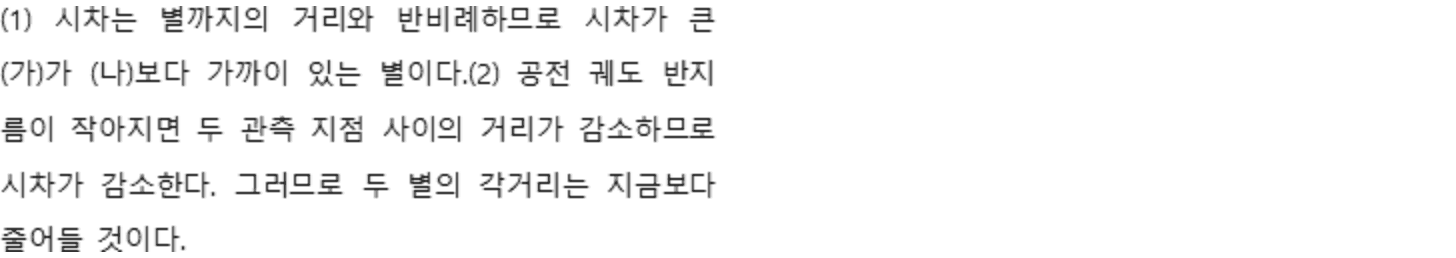 (1) 시차는 별까지의 거리와 반비례하므로 시차가 큰
(가)가 (나)보다 가까이 있는 별이다.(2) 공전 궤도 반지
름이 작아지면 두 관측 지점 사이의 거리가 감소하므로
시차가 감소한다. 그러므로 두 별의 각거리는 지금보다
줄어들 것이다.